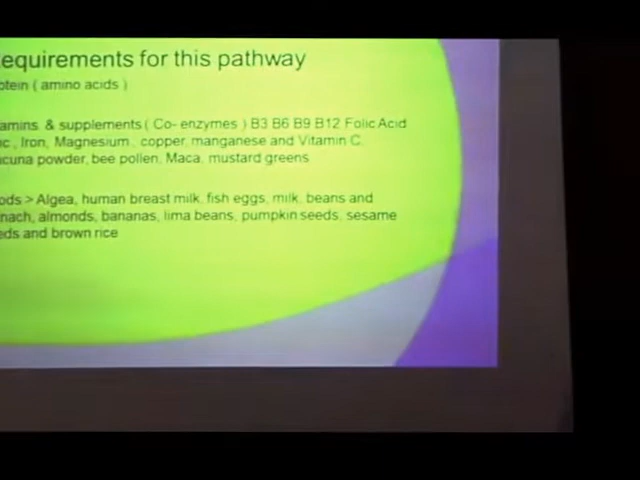 equirements for this pathway
otein ( amino acids )
amins & supplements ( Co- enzymes ) B3 B6 B9 B12 Folic Acid
c , Iron, Magnesium , copper, manganese and Vitamin C,
cuna powder, bee pollen, Maca, mustard greens
ods > Algea, human breast milk, fish eggs, milk, beans and
nach, almonds, bananas, lima beans, pumpkin seeds, sesame
eds and brown rice